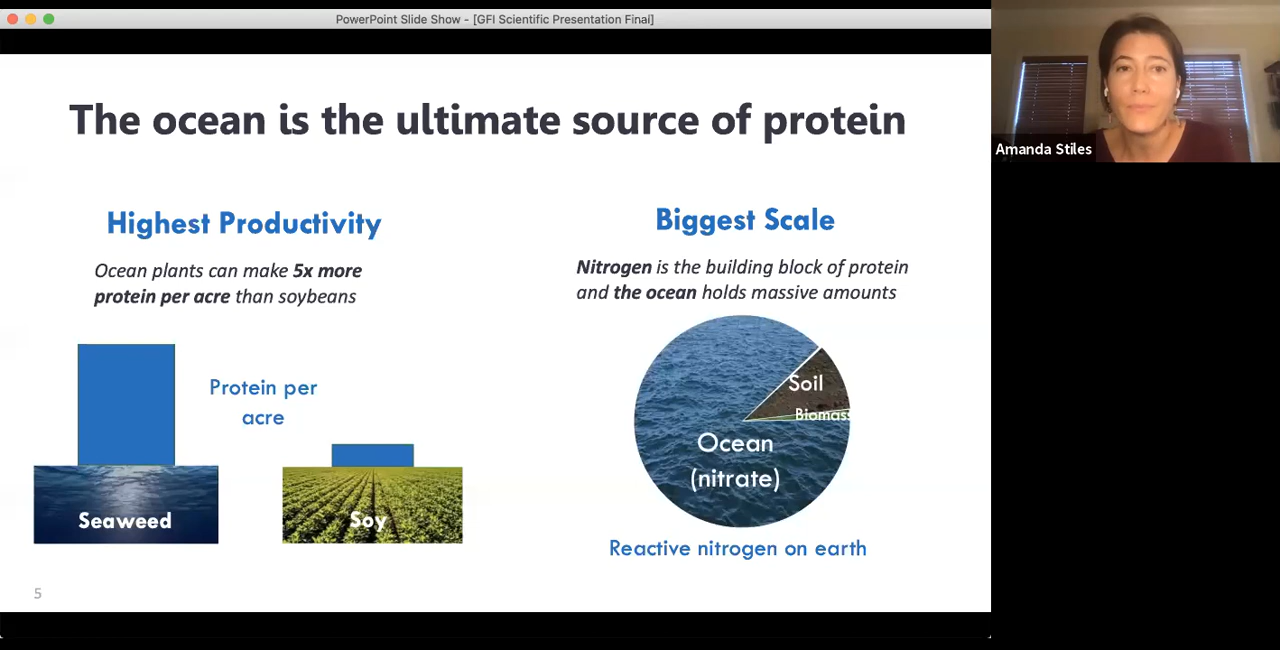 PowerPoint Slide Show - [GFI Scientific Presentation Final]
The ocean is the ultimate source of protein
Highest Productivity
Ocean plants can make 5x more
protein per acre than soybeans
Protein per
acre
Seaweed
Soy
Biggest Scale
Nitrogen is the building block of protein
and the ocean holds massive amounts
Soil
Biomass
Ocean
(nitrate)
Reactive nitrogen on earth
5
Amanda Stiles